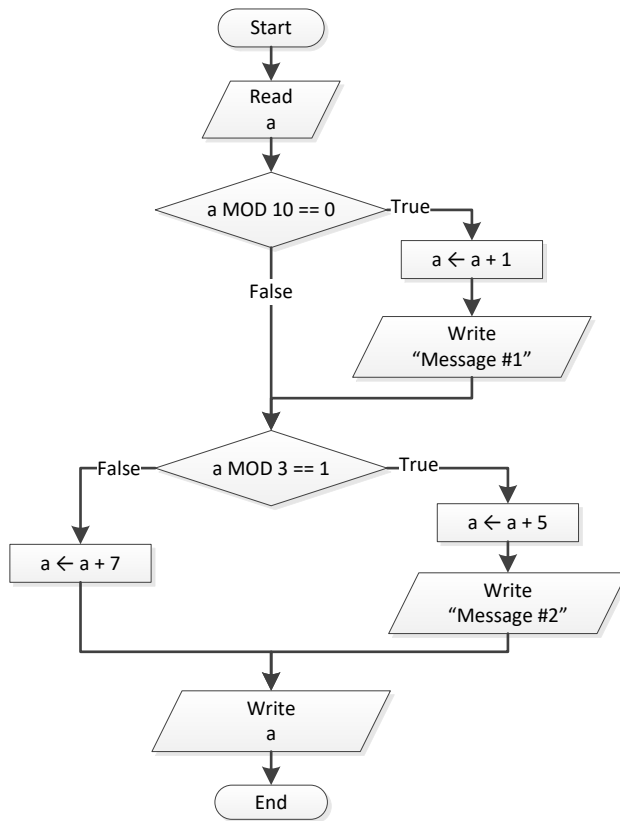 Start
Read
a
a MOD 10 == 0
True
a ← a + 1
False
Write
“Message #1”
a MOD 3 == 1
False
True
a ← a + 5
a ← a + 7
Write
“Message #2”
Write
a
End